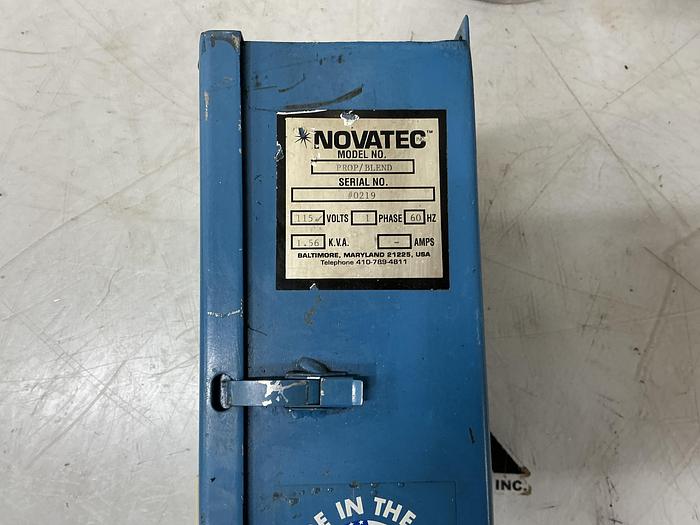 NOVATEC™
MODEL NO.
PROP/BLEND
SERIAL NO.
#0219
115 VOLTS 1 PHASE 60 HZ
1.56 K.V.A. - AMPS
BALTIMORE, MARYLAND 21225, USA
Telephone 410-789-4811
E IN THE
INC.